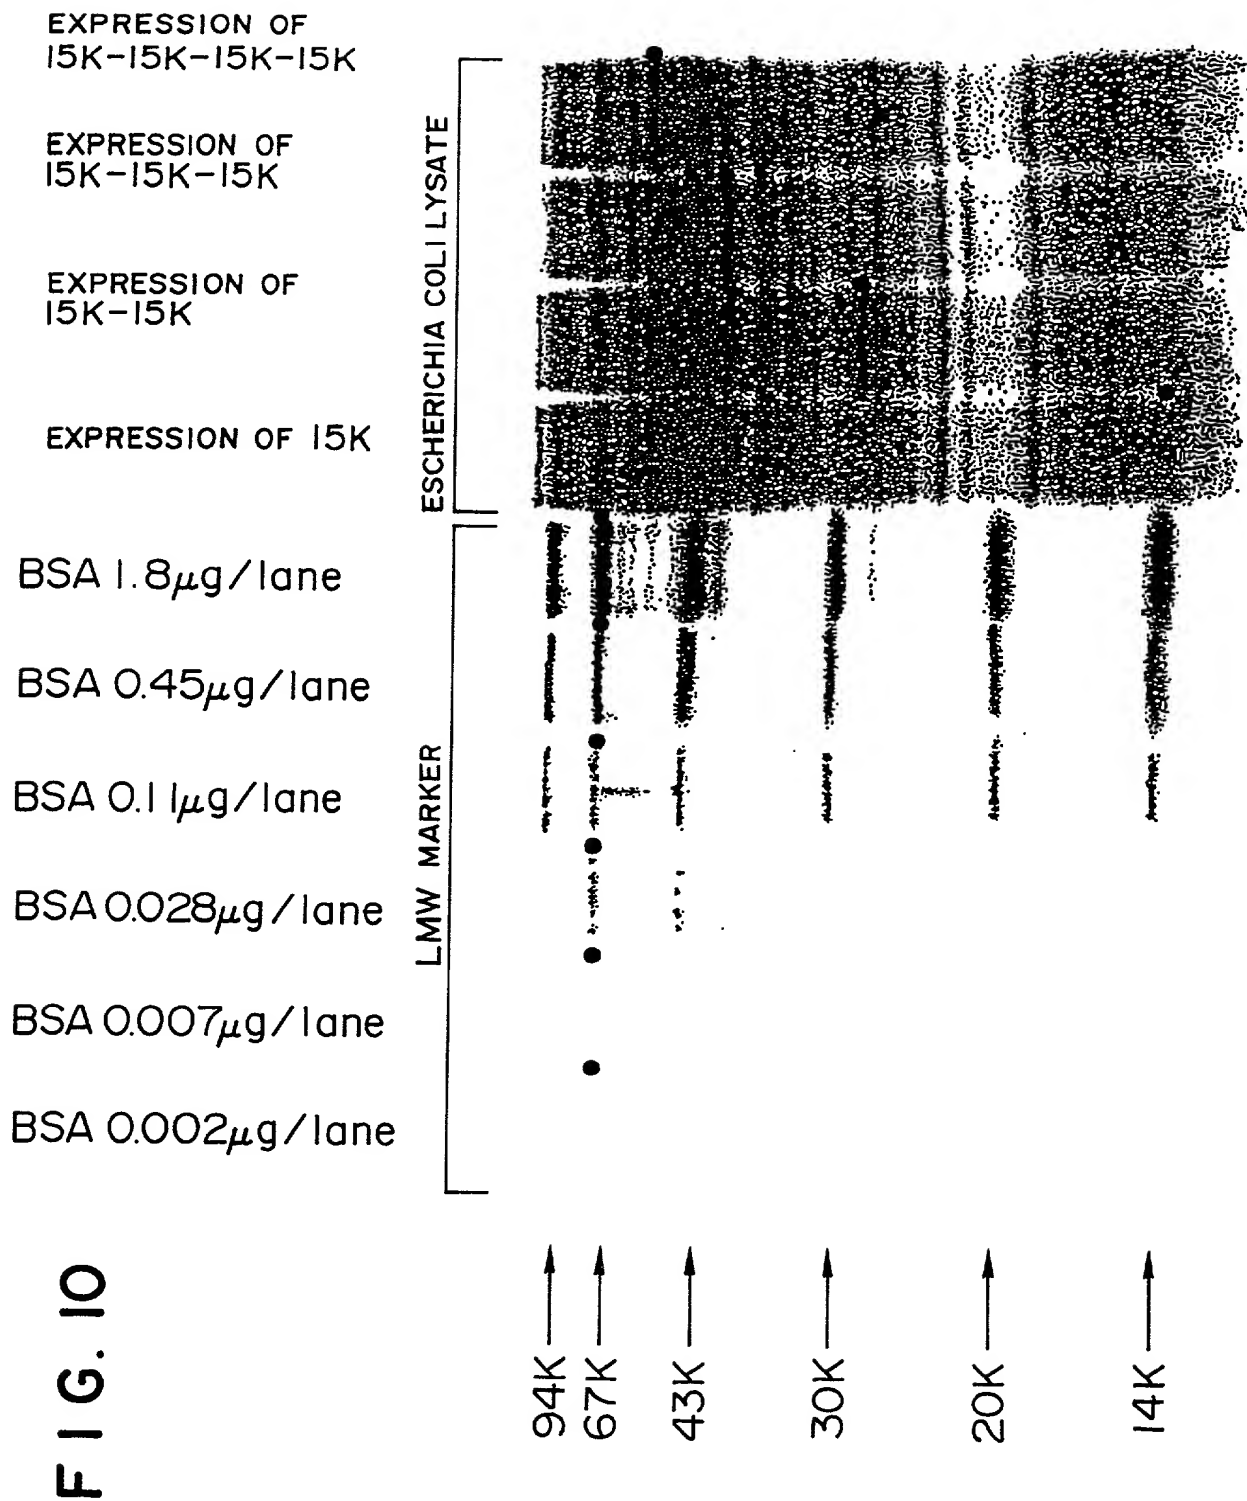 EXPRESSION OF
15K-15K-15K-15K
EXPRESSION OF
15K-15K-15K
EXPRESSION OF
15K-15K
EXPRESSION OF 15K
ESCHERICHIA COLI LYSATE
BSA 1.8μg/lane
BSA 0.45μg/lane
BSA 0.11μg/lane
BSA 0.028μg/lane
BSA 0.007μg/lane
BSA 0.002μg/lane
LMW MARKER
94K
67K
43K
30K
20K
14K
FIG. 10